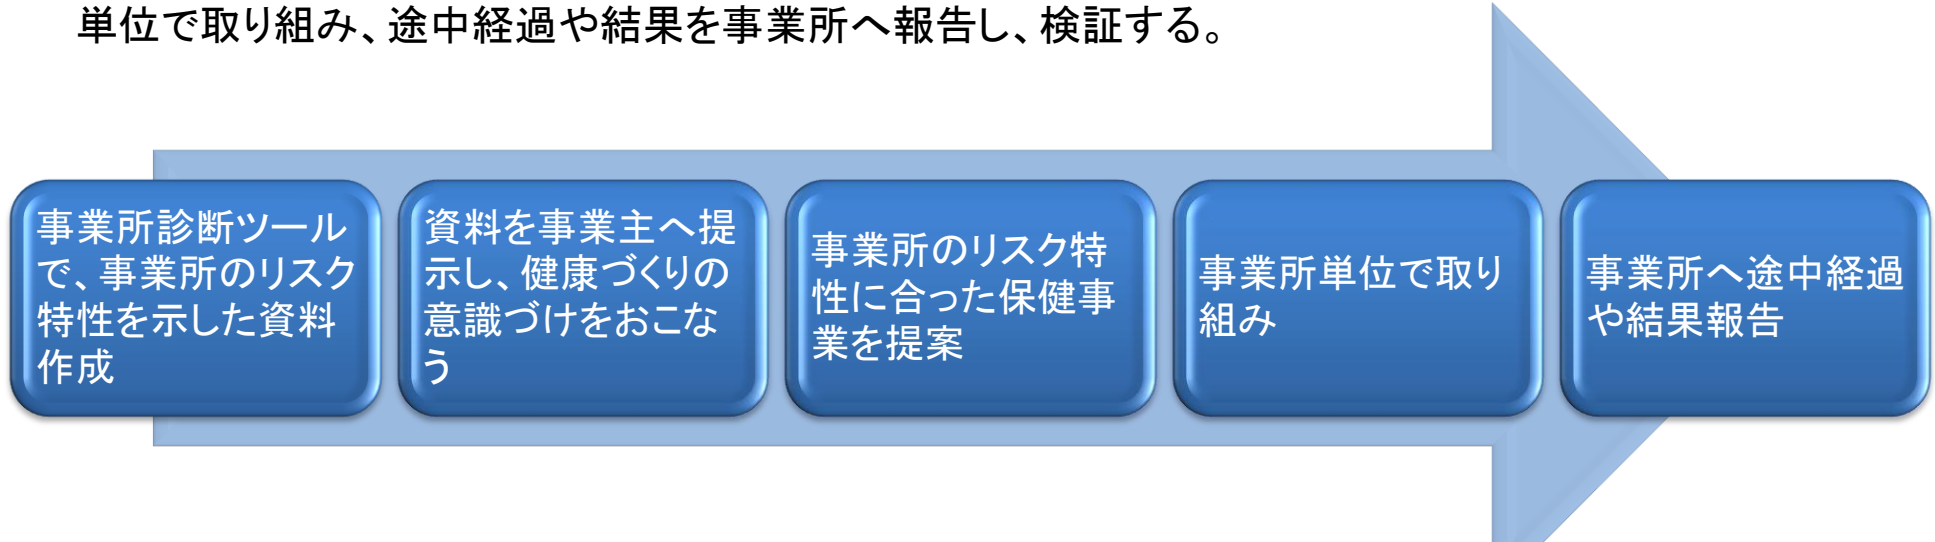 単位で取り組み、途中経過や結果を事業所へ報告し、検証する。
事業所診断ツール
で、事業所のリスク
特性を示した資料
作成
資料を事業主へ提
示し、健康づくりの
意識づけをおこな
う
事業所のリスク特
性に合った保健事
業を提案
事業所単位で取り
組み
事業所へ途中経過
や結果報告